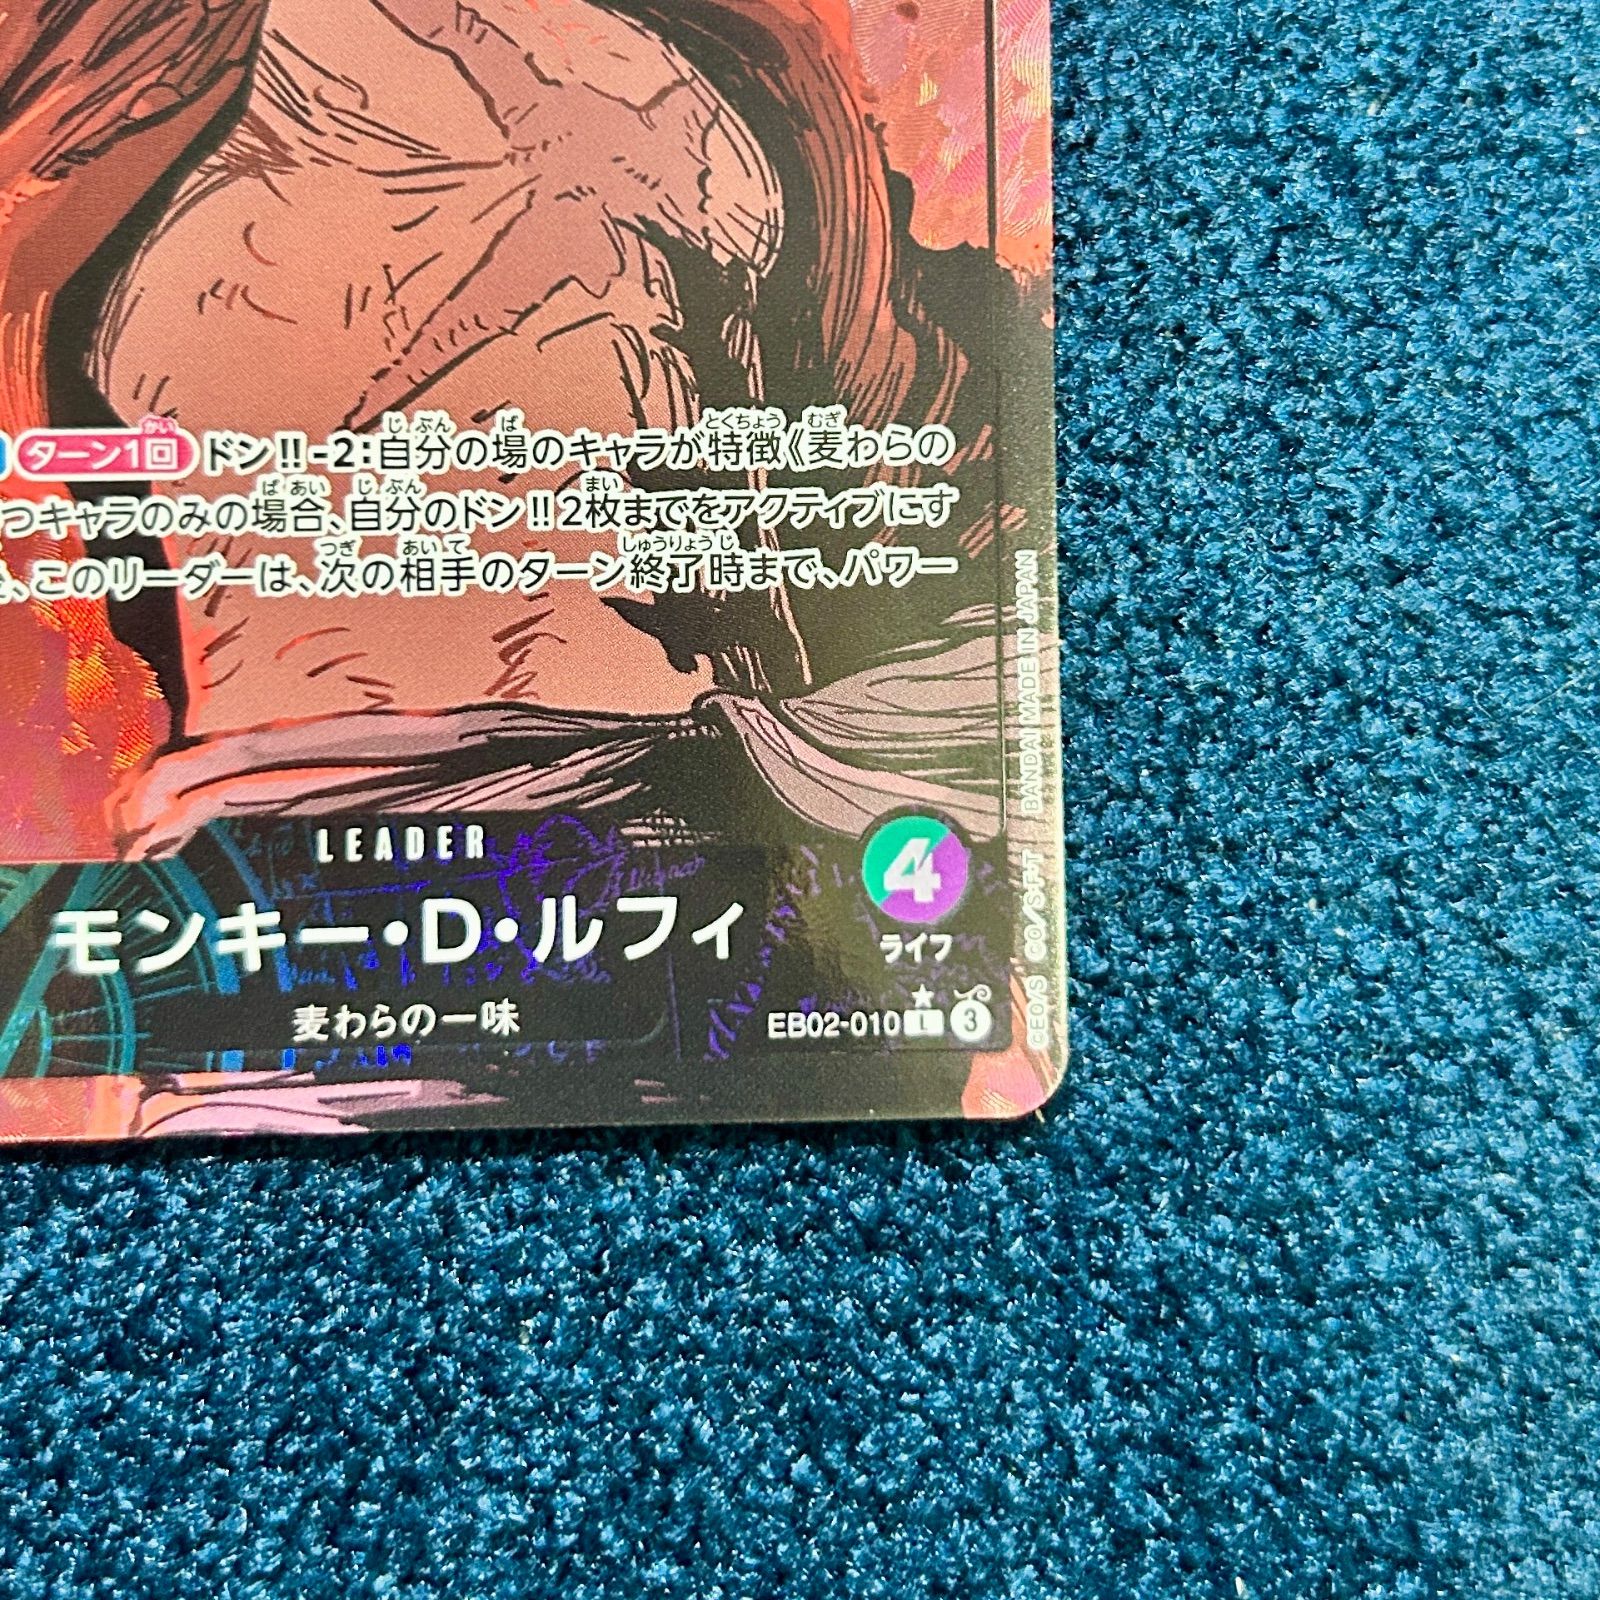 ターン1回 ドン!!-2:自分の場のキャラが特徴《麦わらの
つキャラのみの場合、自分のドン!!2枚までをアクティブにす
、このリーダーは、次の相手のターン終了時まで、パワー
LEADER
モンキー・D・ルフィ
麦わらの一味
4
ライフ
EB02-010 ★ L 3
©EO/S ©O/S,F・T BANDAI MADE IN JAPAN